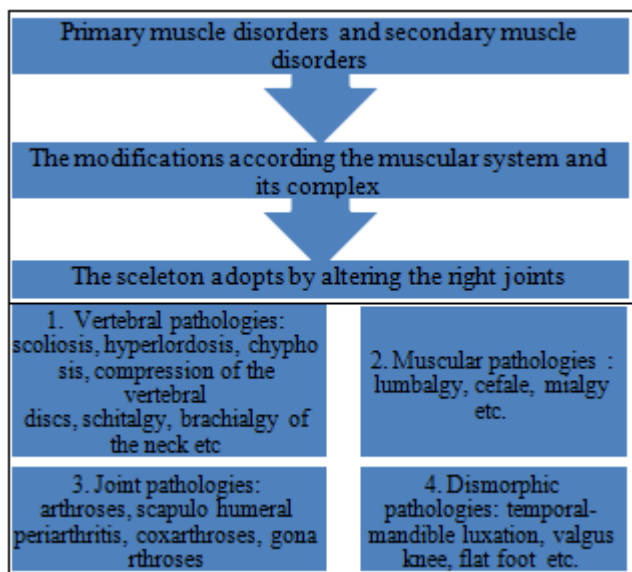 Primary muscle disorders and secondary muscle
disorders
The modifications according the muscular system and
its complex
The sceleton adopts by altering the right joints
1. Vertebral pathologies:
scoliosis, hyperlordosis, chypho
sis, compression of the
vertebral
discs, schitalgy, brachialgy of
the neck etc
2. Muscular pathologies :
lumbalgy, cefale, mialgy
etc.
3. Joint pathologies:
arthroses, scapulo humeral
periarthritis, coxarthroses, gona
rthroses
4. Dismorphic
pathologies: temporal-
mandible luxation, valgus
knee, flat foot etc.